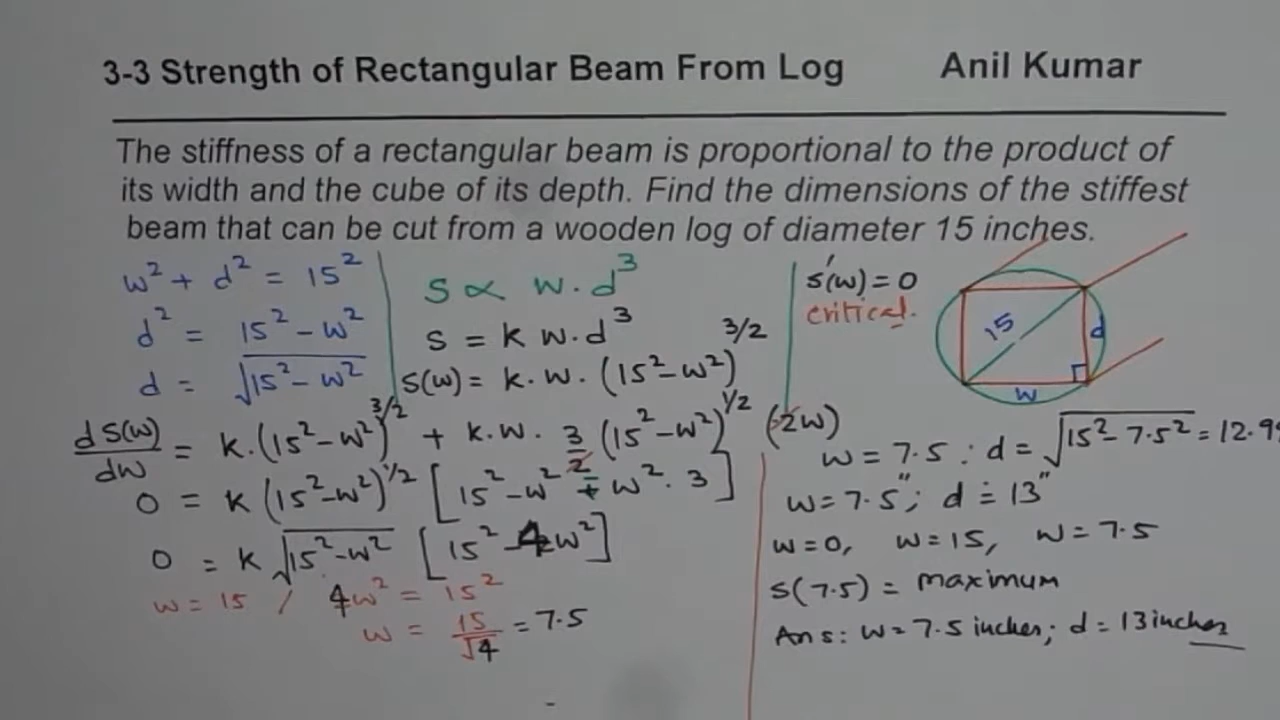 3-3 Strength of Rectangular Beam From Log Anil Kumar
The stiffness of a rectangular beam is proportional to the product of
its width and the cube of its depth. Find the dimensions of the stiffest
beam that can be cut from a wooden log of diameter 15 inches.
w² + d² = 15²
d² = 15² - w²
d = √(15² - w²)
S ∝ w.d³
S = k w.d³
S(w) = k.w.(15² - w²)^3/2
s'(w) = 0
critical.
15
d
w
dS(w)/dw = k.(15² - w²)^3/2 + k.w. 3/2 (15² - w²)^1/2 (-2w)
0 = k (15² - w²)^1/2 [15² - w² - w². 3]
0 = k √(15² - w²) [15² - 4w²]
w = 15 / 4w² = 15²
w = 15/√4 = 7.5
w = 7.5 : d = √(15² - 7.5²) = 12.99
w = 7.5"; d ≐ 13"
w = 0, w = 15, w = 7.5
S(7.5) = maximum
Ans: w = 7.5 inches; d = 13 inches